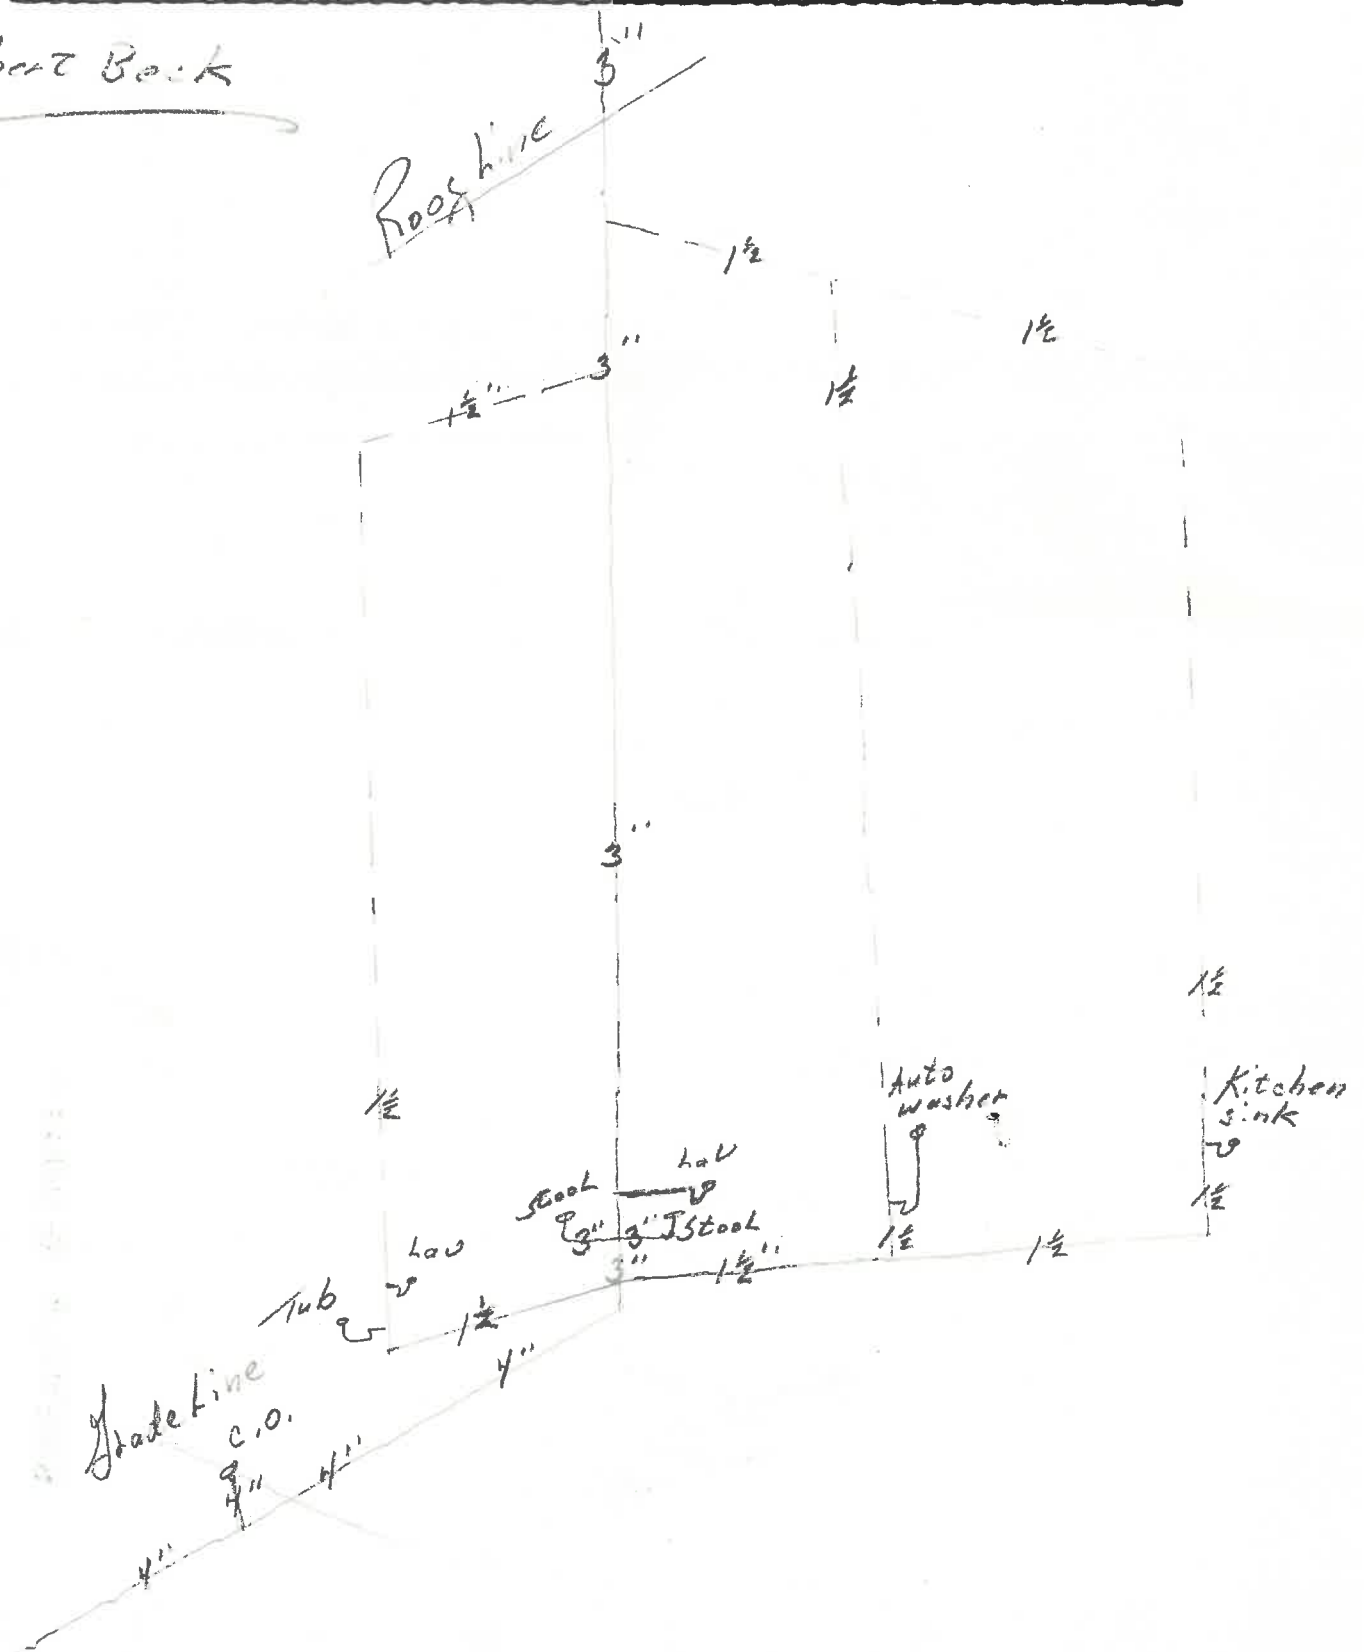 3"
Roof Line
1½
1½
1½
3"
1½"
3"
1½
1½
Auto
washer
Kitchen
sink
Lav
Stool
3" 3" Stool
1½
1½
1½
1½"
3"
Lav
Tub
1½
4"
Grade Line
C.O.
4"
4"
4"